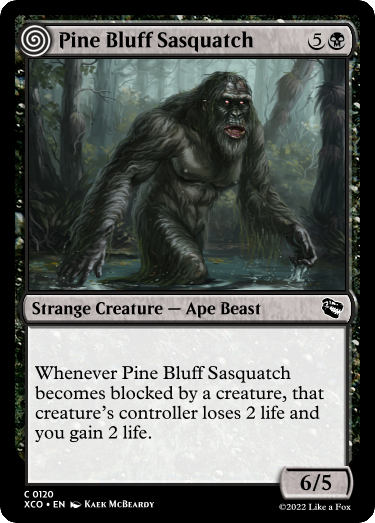 Pine Bluff Sasquatch 5
Strange Creature — Ape Beast
Whenever Pine Bluff Sasquatch
becomes blocked by a creature, that
creature's controller loses 2 life and
you gain 2 life.
6/5
C 0120
XCO • EN Kaek McBeardy
©2022 Like a Fox